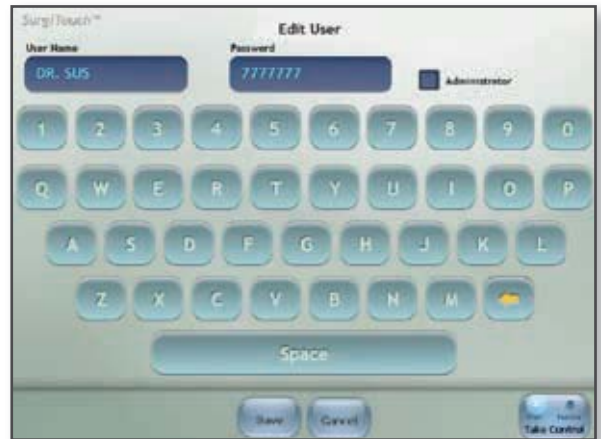 SurgiTouch™
Edit User
User Name
Password
DR. SUS
7777777
Administrator
1 2 3 4 5 6 7 8 9 0
Q W E R T Y U I O P
A S D F G H J K L
Z X C V B N M
Space
Save Cancel
Take Control